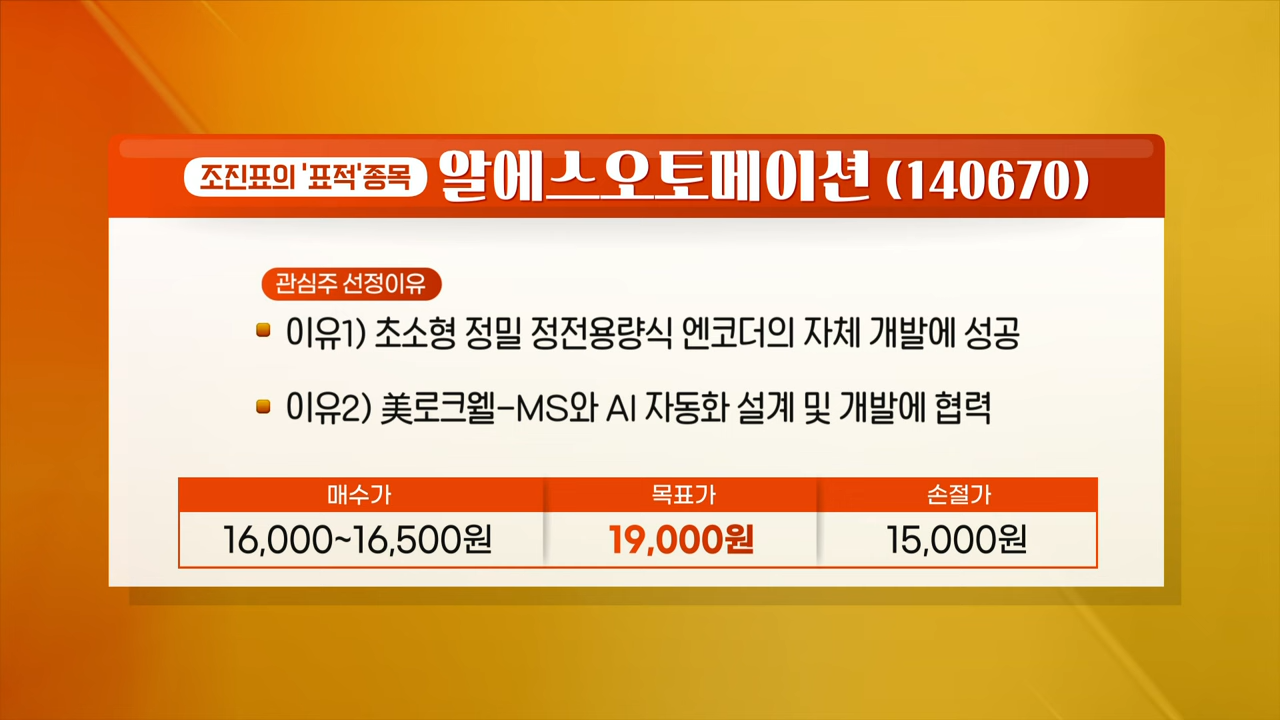 조진표의 '표적'종목 알에스오토메이션 (140670)
관심주 선정이유
이유1) 초소형 정밀 정전용량식 엔코더의 자체 개발에 성공
이유2) 美로크웰-MS와 AI 자동화 설계 및 개발에 협력
매수가 목표가 손절가
16,000~16,500원 19,000원 15,000원